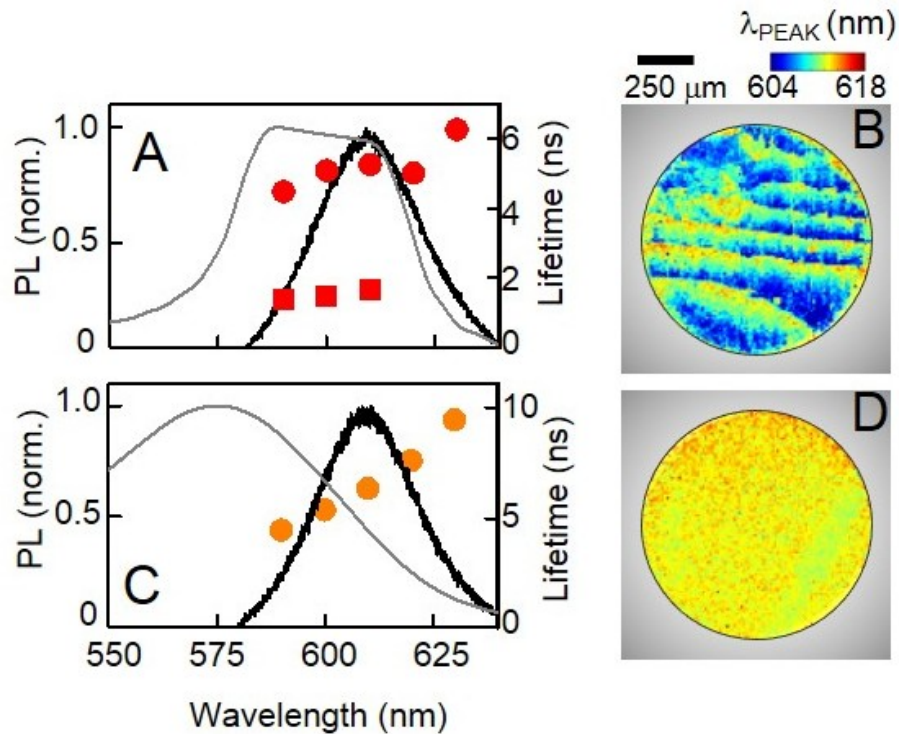 λPEAK (nm)
250 μm
604 618
A
1.0
0.5
0
PL (norm.)
6
4
2
0
Lifetime (ns)
B
C
1.0
0.5
0
PL (norm.)
10
5
0
Lifetime (ns)
D
550 575 600 625
Wavelength (nm)